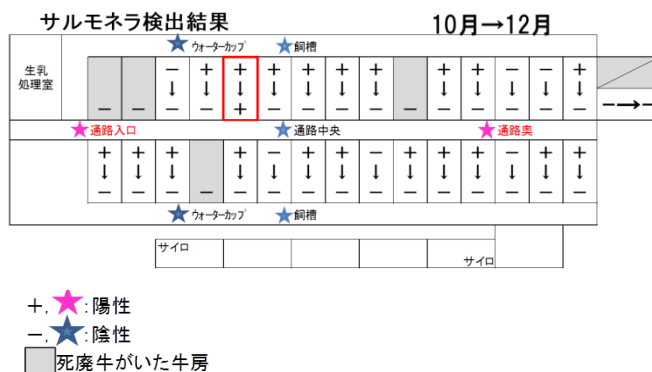 サルモネラ検出結果 10月→12月
ウォーターカップ 飼槽
生乳
処理室
− + + + + + + + + − − +
↓ ↓ ↓ ↓ ↓ ↓ ↓ ↓ ↓ ↓ ↓ ↓
− − − − + − − − − − − − − − −
−→−
通路入口 通路中央 通路奥
+ + + + − + + − + + + − + +
↓ ↓ ↓ ↓ ↓ ↓ ↓ ↓ ↓ ↓ ↓ ↓ ↓ ↓
− − − − − − − − − − − − − − −
ウォーターカップ 飼槽
サイロ
サイロ
+, ★:陽性
−, ★:陰性
死廃牛がいた牛房